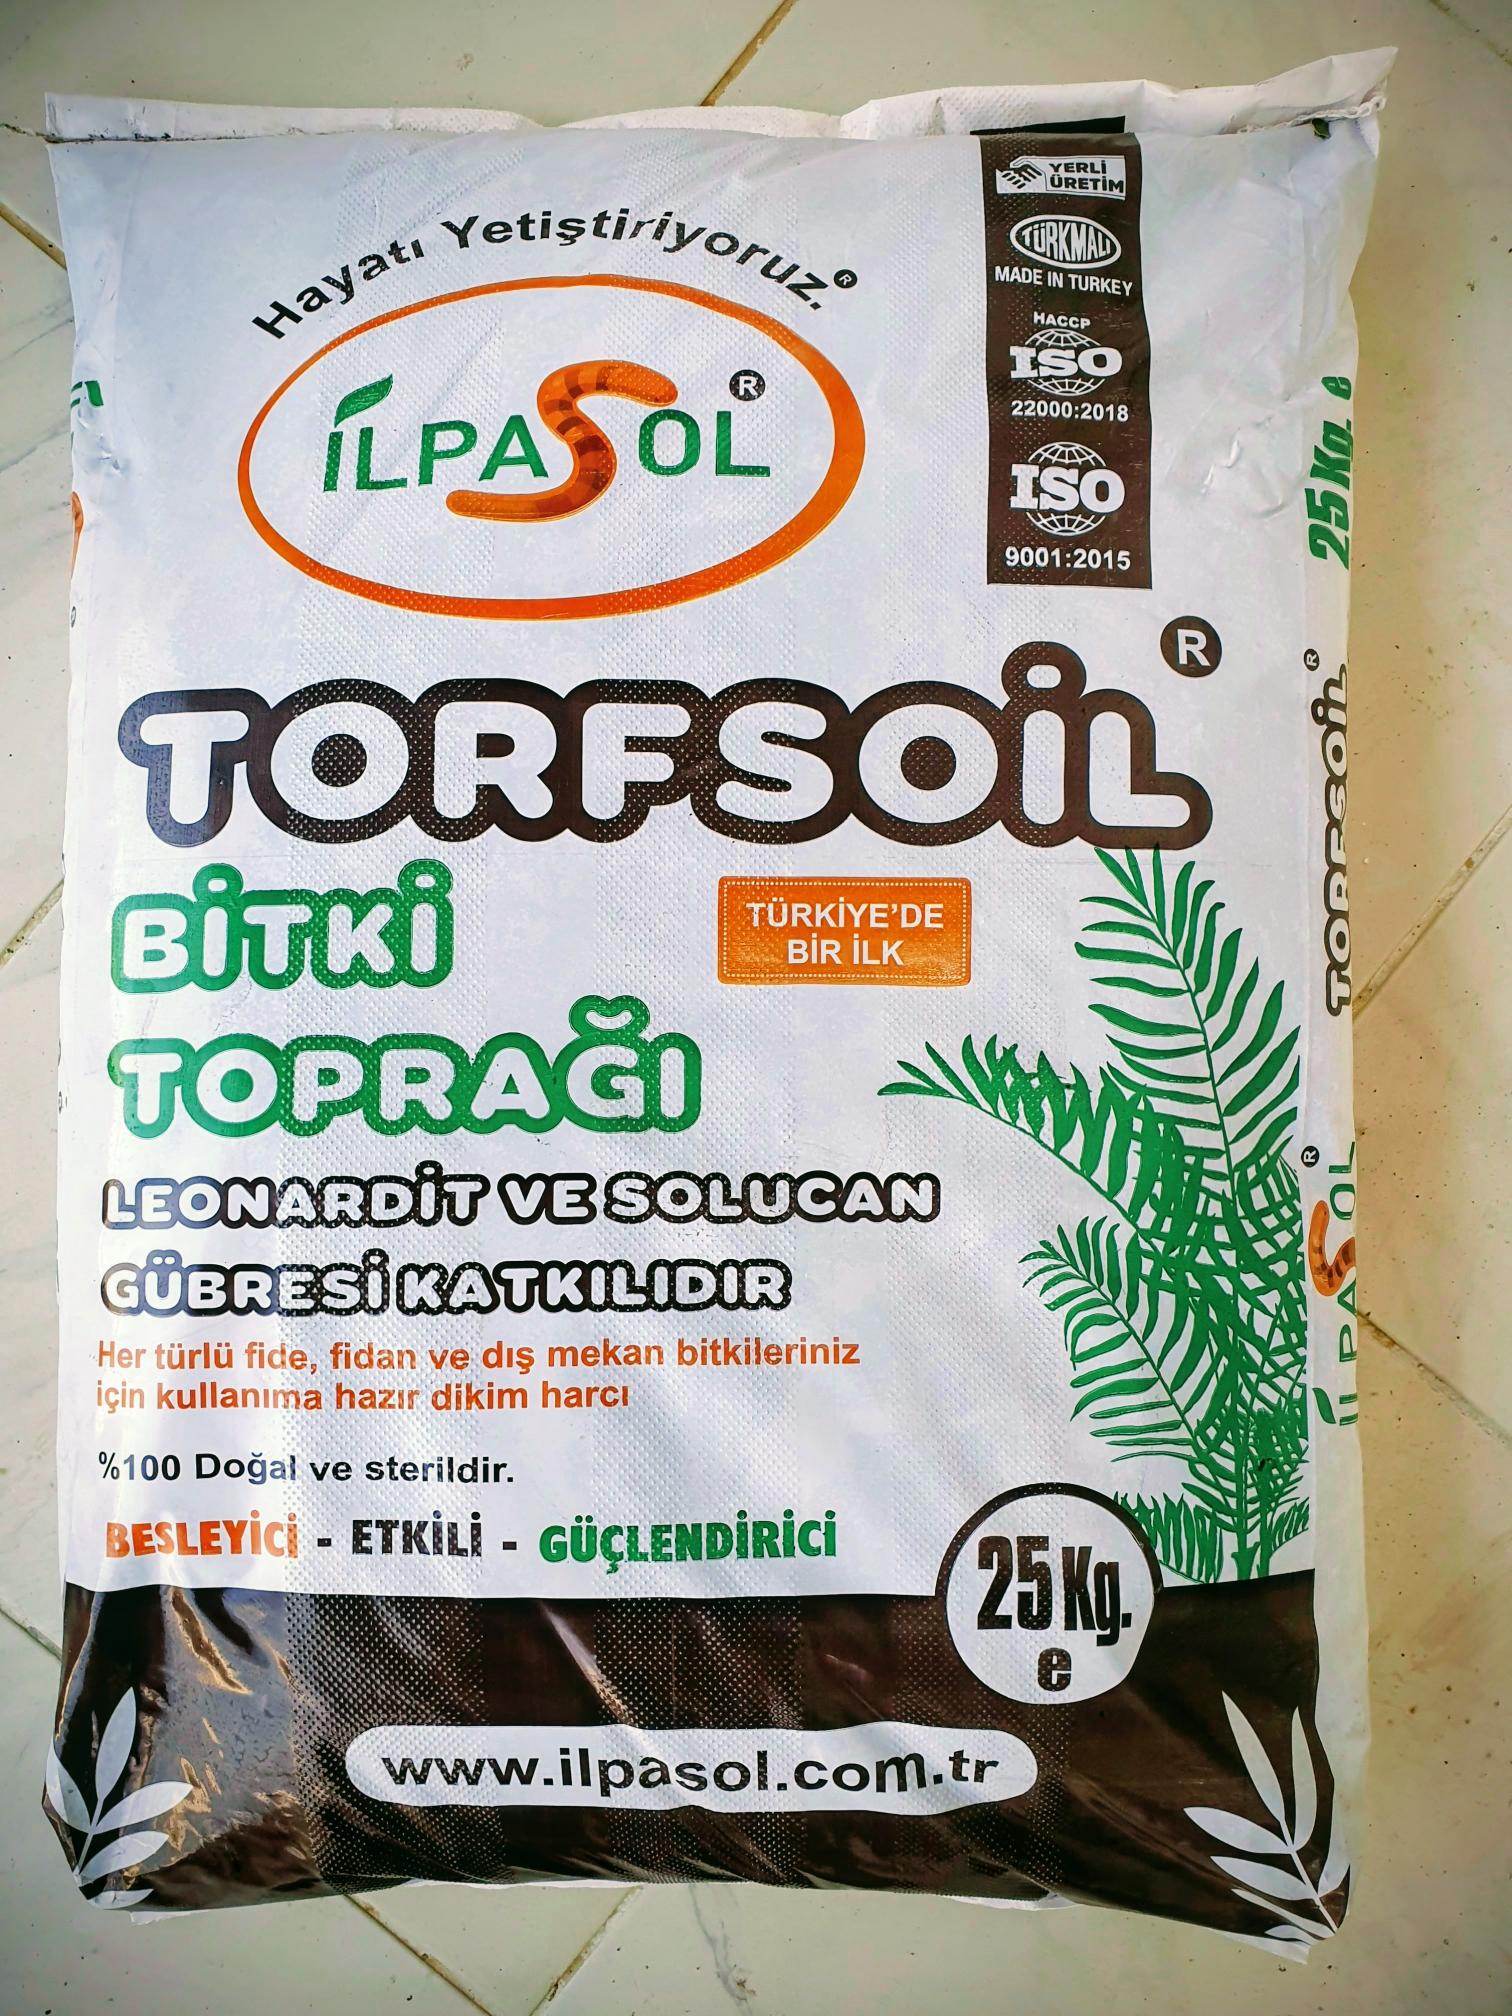 Hayatı Yetiştiriyoruz.®
İLPASOL®
YERLİ
ÜRETİM
TÜRKMALI
MADE IN TURKEY
HACCP
ISO
22000:2018
ISO
9001:2015
TORFSOİL®
BİTKİ
TOPRAĞI
TÜRKİYE'DE
BİR İLK
LEONARDİT VE SOLUCAN
GÜBRESİ KATKILIDIR
Her türlü fide, fidan ve dış mekan bitkileriniz
için kullanıma hazır dikim harcı
%100 Doğal ve sterildir.
BESLEYİCİ - ETKİLİ - GÜÇLENDİRİCİ
25 Kg.
e
www.ilpasol.com.tr
25 Kg. e
TORFSOİL®
İLPASOL®